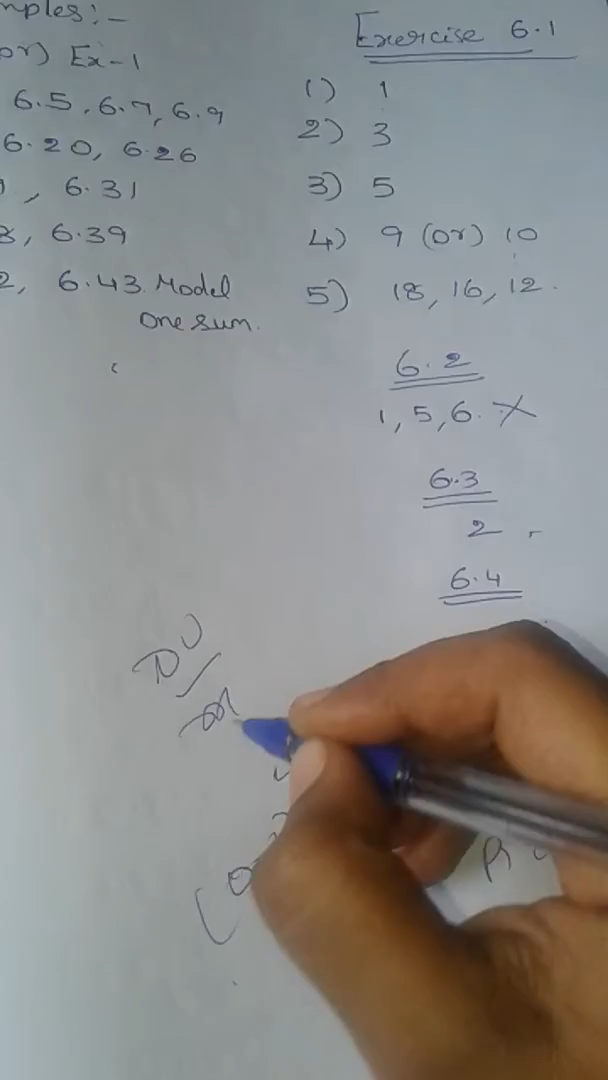 mples:-
or) Ex-1
6.5, 6.7, 6.9
6.20, 6.26
, 6.31
, 6.39
2, 6.43. Model
one sum.
Exercise 6.1
1) 1
2) 3
3) 5
4) 9 (or) 10
5) 18, 16, 12.
6.2
1, 5, 6.
6.3
2
6.4